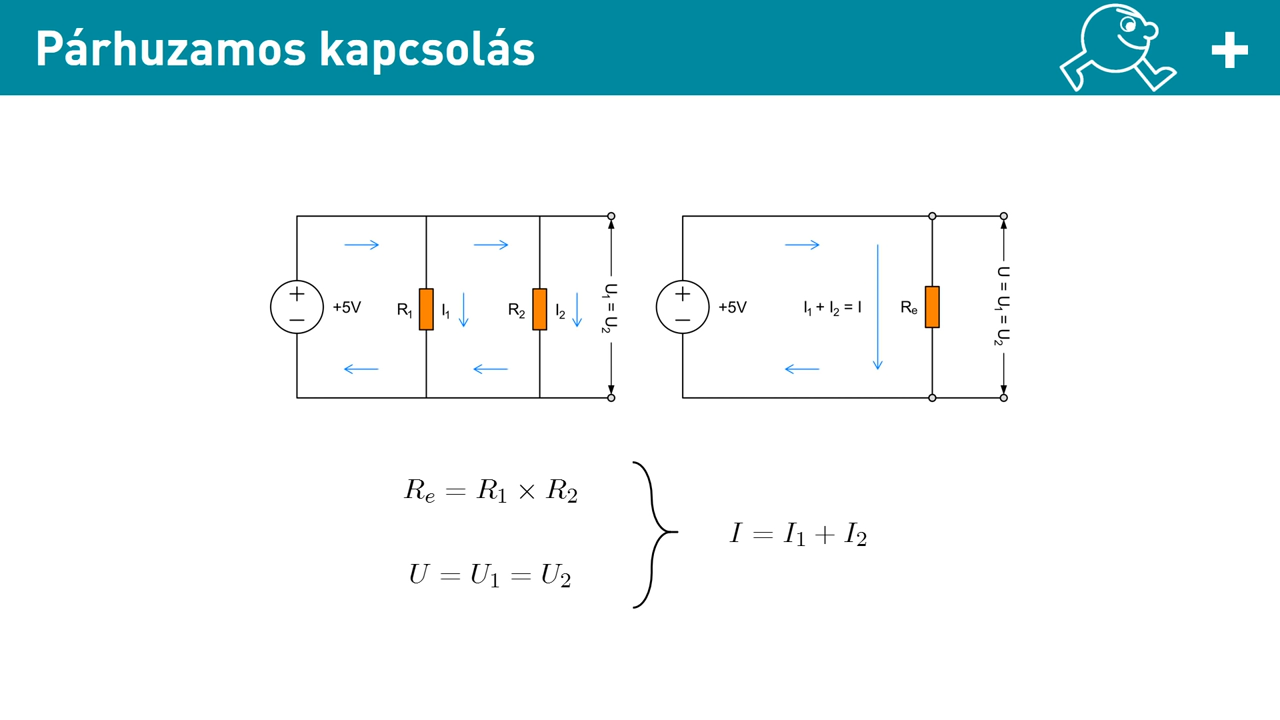 Párhuzamos kapcsolás
+
+5V
R₁
I₁
R₂
I₂
U₁ = U₂
+5V
I₁ + I₂ = I
Rₑ
U = U₁ = U₂
Rₑ = R₁ × R₂
U = U₁ = U₂
I = I₁ + I₂